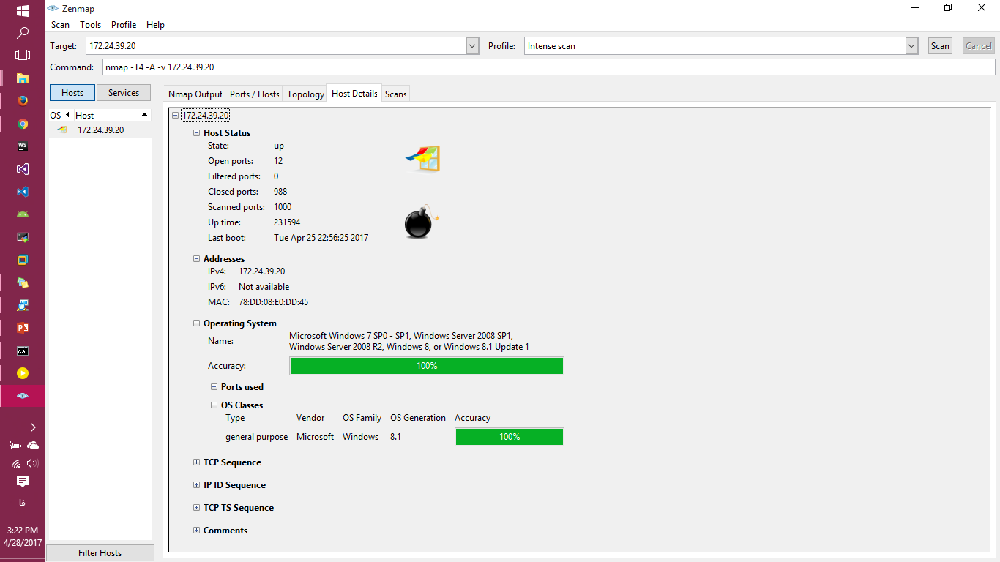 Zenmap
Scan Tools Profile Help
Target: 172.24.39.20 Profile: Intense scan Scan Cancel
Command: nmap -T4 -A -v 172.24.39.20
Hosts Services
OS Host
172.24.39.20
Filter Hosts
Nmap Output Ports / Hosts Topology Host Details Scans
172.24.39.20
Host Status
State: up
Open ports: 12
Filtered ports: 0
Closed ports: 988
Scanned ports: 1000
Up time: 231594
Last boot: Tue Apr 25 22:56:25 2017
Addresses
IPv4: 172.24.39.20
IPv6: Not available
MAC: 78:DD:08:E0:DD:45
Operating System
Name: Microsoft Windows 7 SP0 - SP1, Windows Server 2008 SP1,
Windows Server 2008 R2, Windows 8, or Windows 8.1 Update 1
Accuracy: 100%
Ports used
OS Classes
Type Vendor OS Family OS Generation Accuracy
general purpose Microsoft Windows 8.1 100%
TCP Sequence
IP ID Sequence
TCP TS Sequence
Comments
WS
فا
3:22 PM
4/28/2017